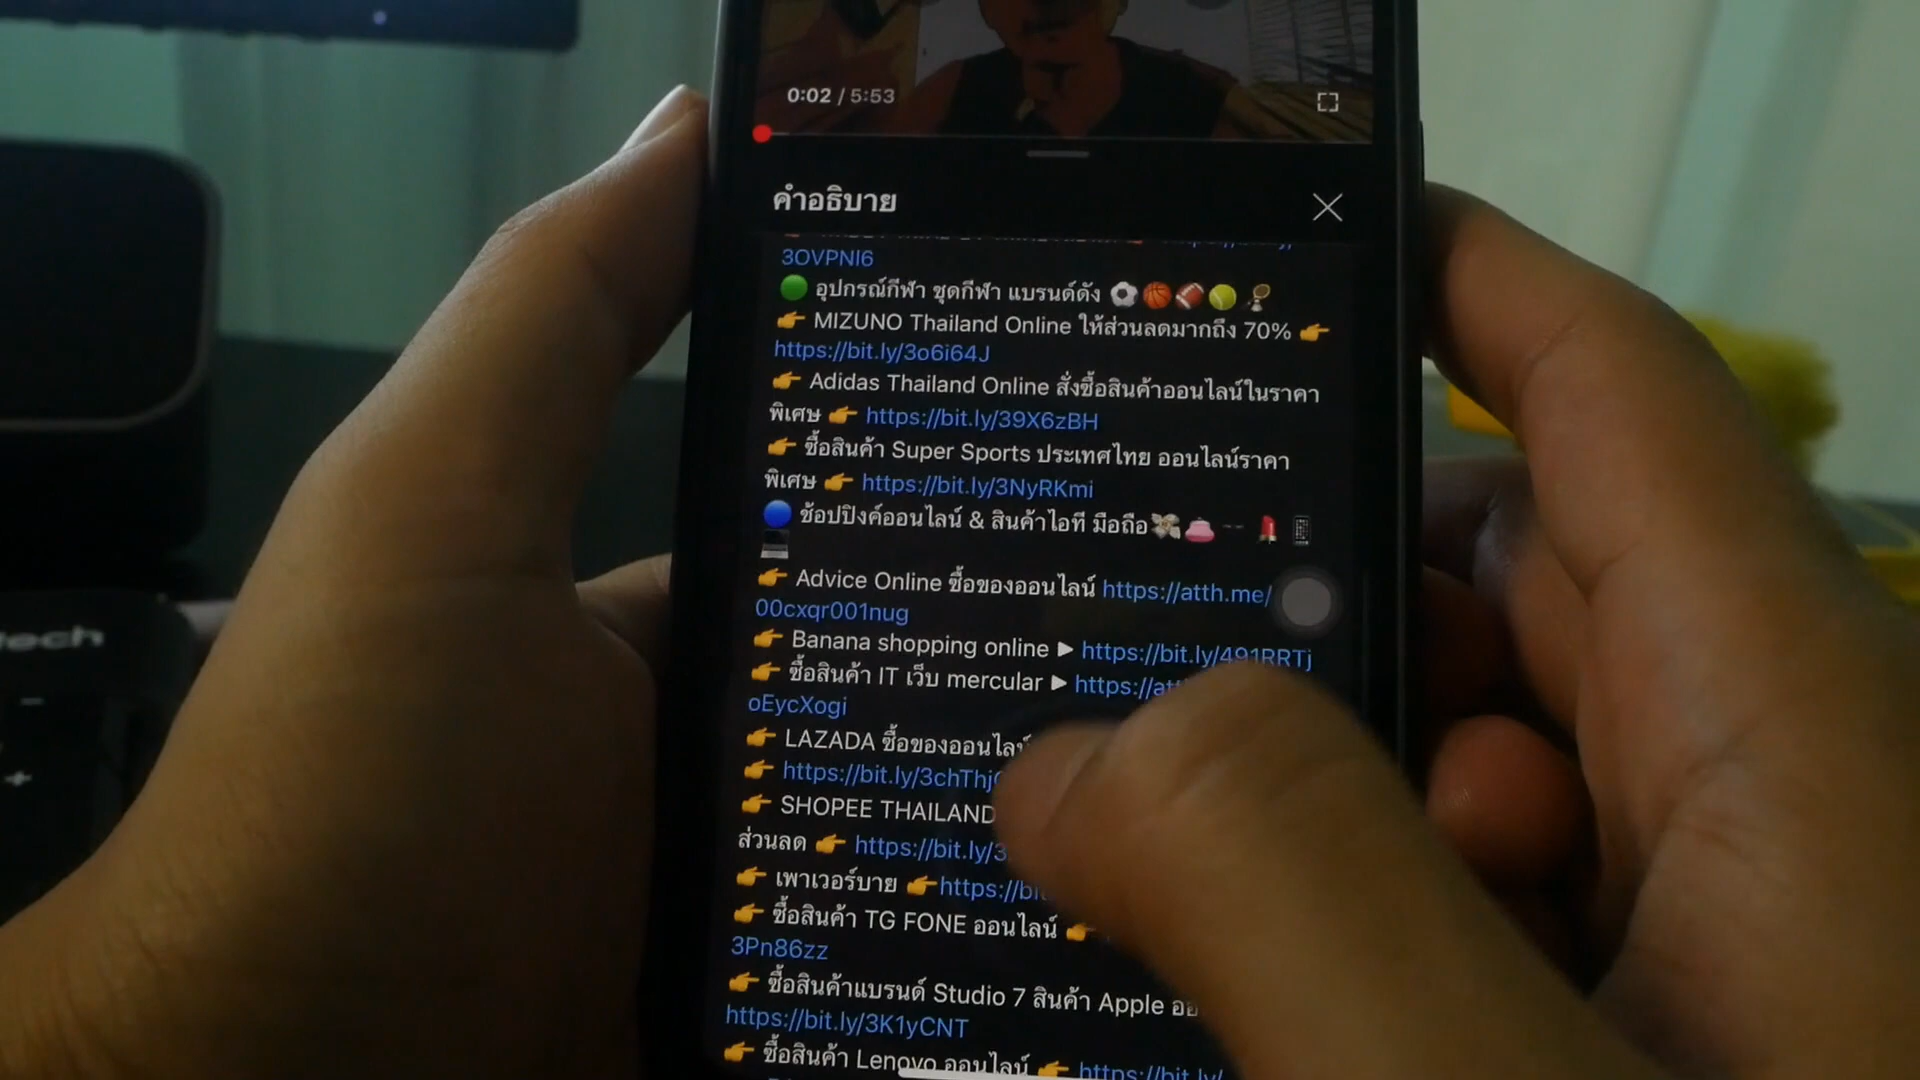 0:02 / 5:53
คำอธิบาย
3OVPNI6
อุปกรณ์กีฬา ชุดกีฬา แบรนด์ดัง
MIZUNO Thailand Online ให้ส่วนลดมากถึง 70%
https://bit.ly/3o6i64J
Adidas Thailand Online สั่งซื้อสินค้าออนไลน์ในราคา
พิเศษ https://bit.ly/39X6zBH
ซื้อสินค้า Super Sports ประเทศไทย ออนไลน์ราคา
พิเศษ https://bit.ly/3NyRKmi
ช้อปปิงค์ออนไลน์ & สินค้าไอที มือถือ
Advice Online ซื้อของออนไลน์ https://atth.me/
00cxqr001nug
Banana shopping online ▶ https://bit.ly/491RRTj
ซื้อสินค้า IT เว็บ mercular ▶ https://at
oEycXogi
LAZADA ซื้อของออนไลน์
https://bit.ly/3chThj
SHOPEE THAILAND
ส่วนลด https://bit.ly/3
เพาเวอร์บาย https://bi
ซื้อสินค้า TG FONE ออนไลน์
3Pn86zz
ซื้อสินค้าแบรนด์ Studio 7 สินค้า Apple ออ
https://bit.ly/3K1yCNT
ซื้อสินค้า Lenovo ออนไลน์ https://bit.ly/
tech